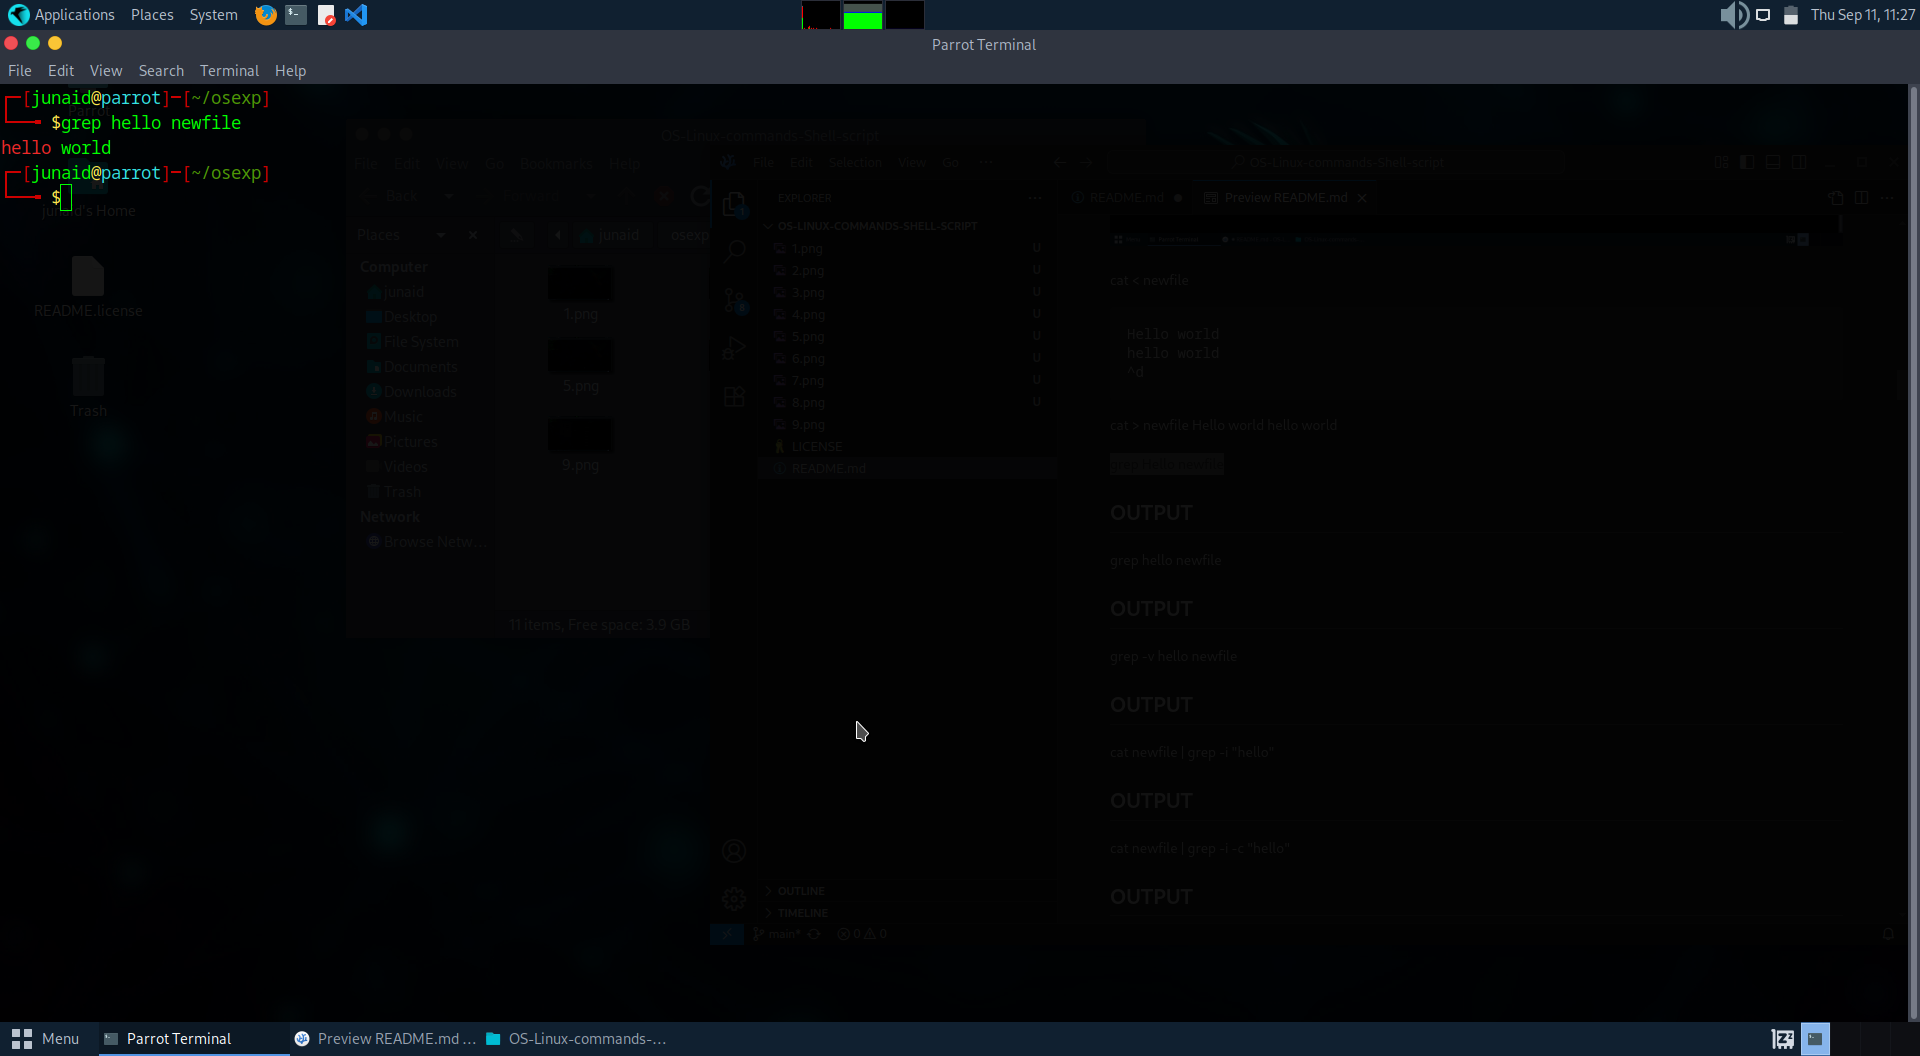 Applications Places System
Thu Sep 11, 11:27
Parrot Terminal
File Edit View Search Terminal Help
[junaid@parrot]─[~/osexp]
$grep hello newfile
hello world
[junaid@parrot]─[~/osexp]
$
junaid's Home
README.license
Trash
OS-Linux-commands-Shell-script
File Edit View Go Bookmarks Help
Back
Places
junaid osexp
Computer
junaid
Desktop
File System
Documents
Downloads
Music
Pictures
Videos
Trash
Network
Browse Netw...
1.png
5.png
9.png
11 items, Free space: 3.9 GB
File Edit Selection View Go ···
OS-Linux-commands-Shell-script
EXPLORER
README.md
Preview README.md
OS-LINUX-COMMANDS-SHELL-SCRIPT
1.png U
2.png U
3.png U
4.png U
5.png U
6.png U
7.png U
8.png U
9.png
LICENSE
README.md
OUTLINE
TIMELINE
main*
0 0
cat < newfile
Hello world
hello world
^d
cat > newfile Hello world hello world
OUTPUT
grep hello newfile
OUTPUT
grep -v hello newfile
OUTPUT
cat newfile | grep -i "hello"
OUTPUT
cat newfile | grep -i -c "hello"
OUTPUT
Menu
Parrot Terminal
Preview README.md ...
OS-Linux-commands-...